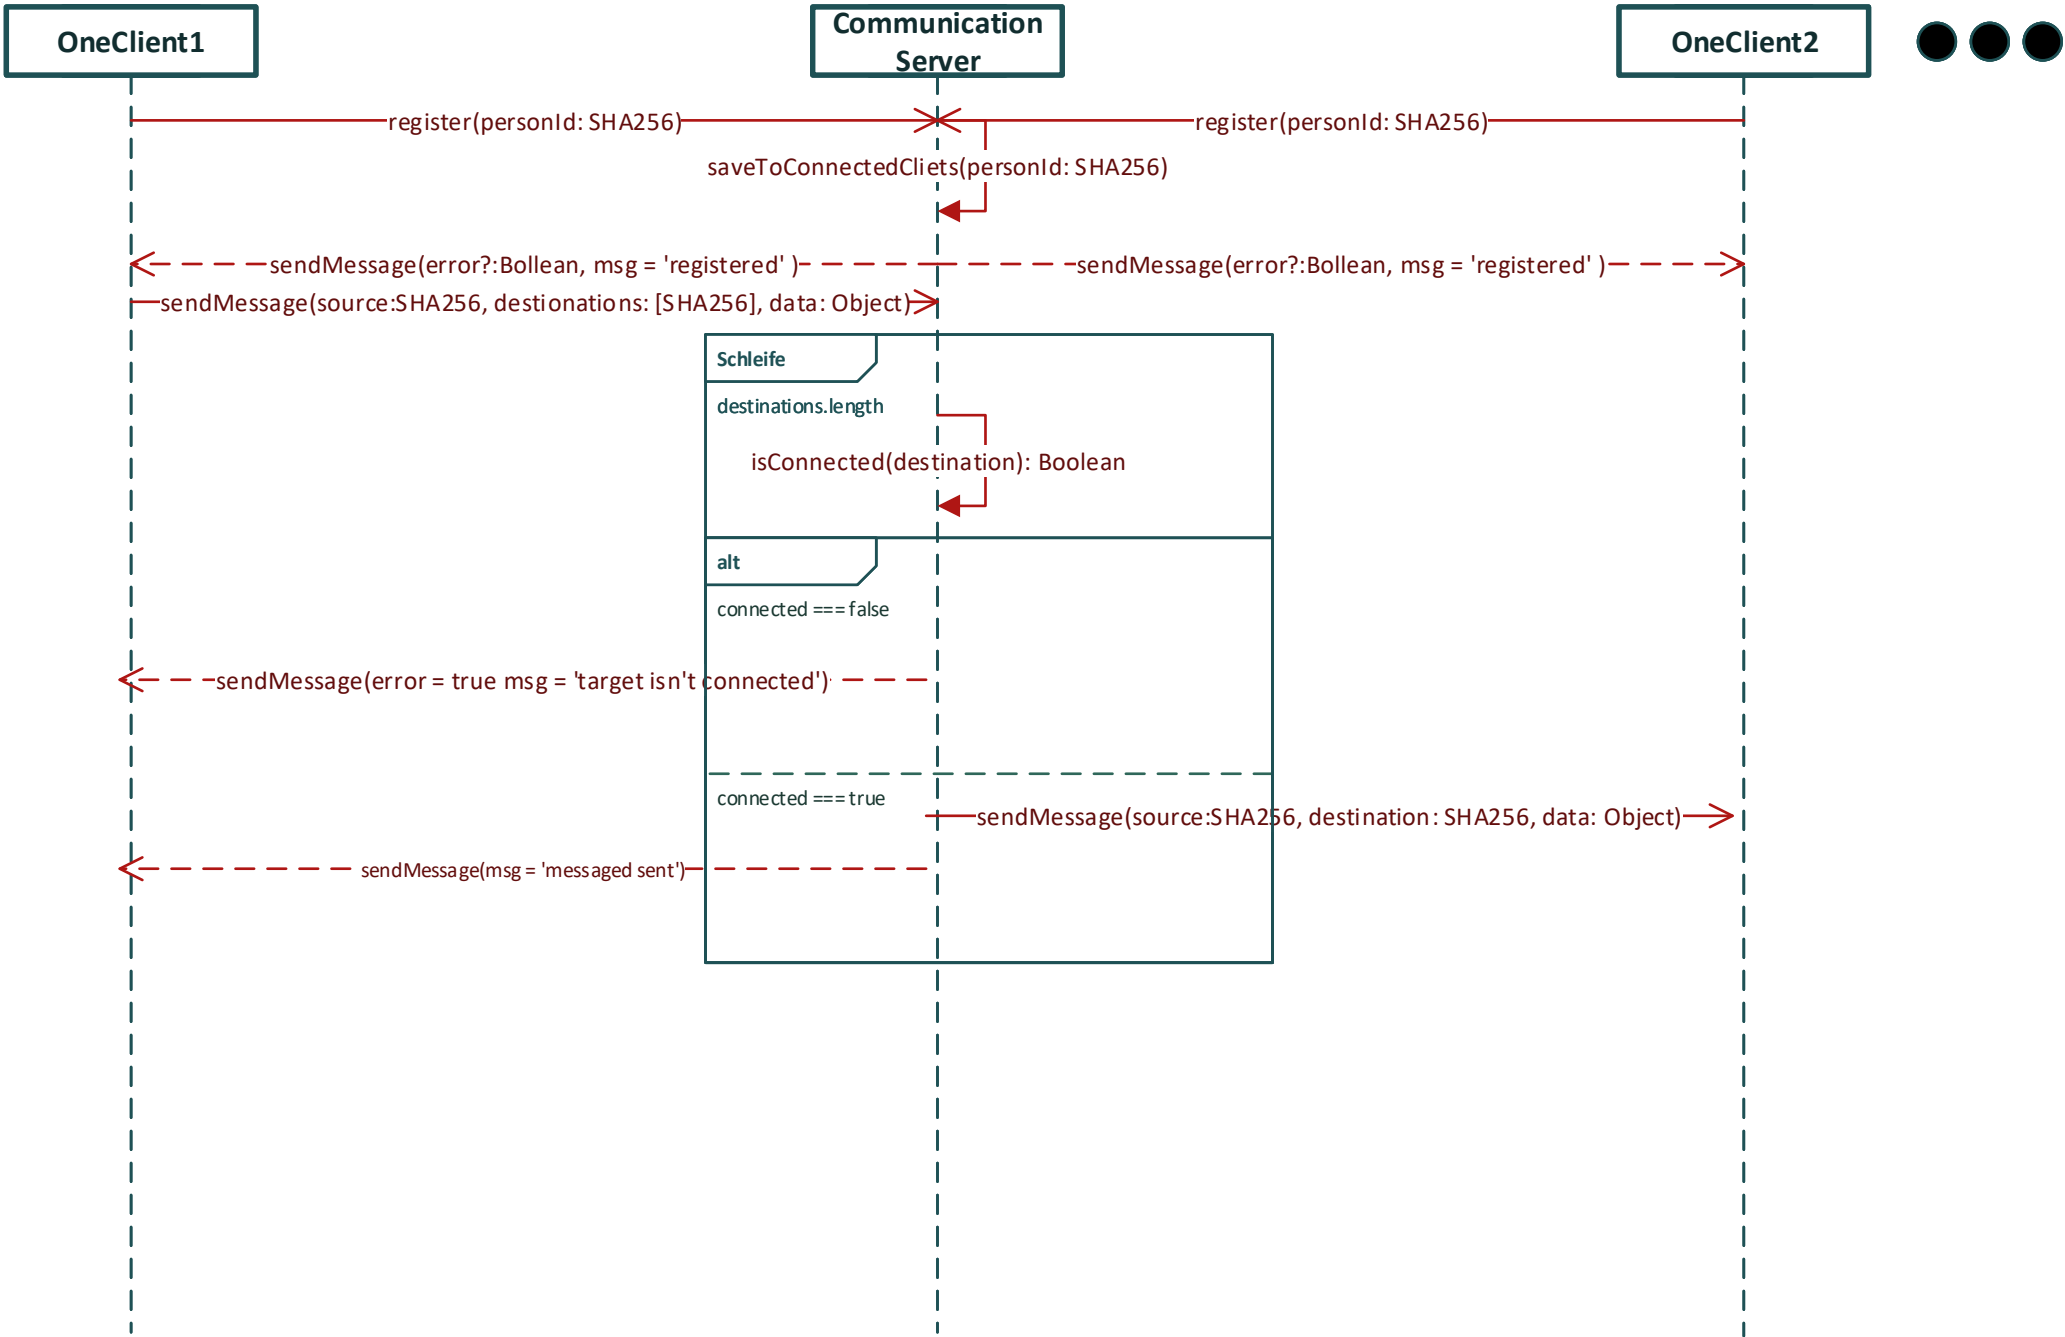 OneClient1
Communication
Server
OneClient2
register(personId: SHA256)
register(personId: SHA256)
saveToConnectedCliets(personId: SHA256)
sendMessage(error?:Bollean, msg = 'registered' )
sendMessage(error?:Bollean, msg = 'registered' )
sendMessage(source:SHA256, destionations: [SHA256], data: Object)
Schleife
destinations.length
isConnected(destination): Boolean
alt
connected === false
sendMessage(error = true msg = 'target isn't connected')
connected === true
sendMessage(source:SHA256, destination: SHA256, data: Object)
sendMessage(msg = 'messaged sent')